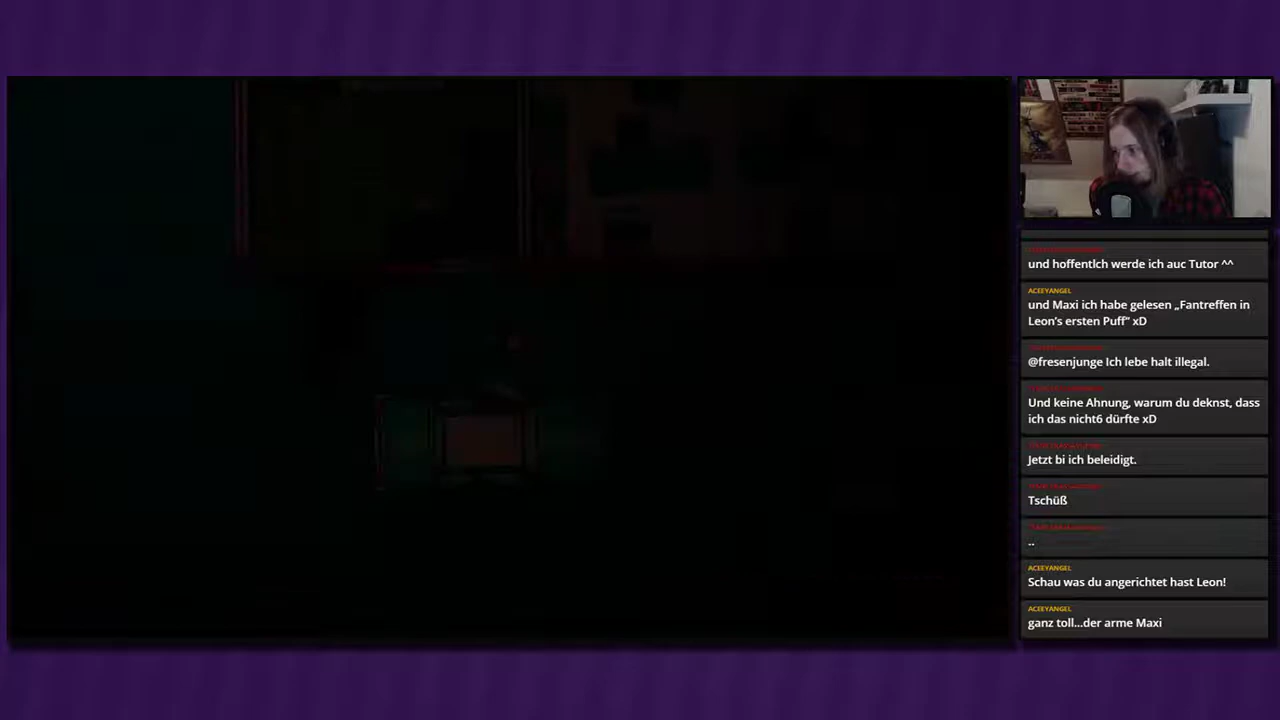 und hoffentlch werde ich auc Tutor ^^
ACEEYANGEL
und Maxi ich habe gelesen „Fantreffen in
Leon's ersten Puff" xD
@fresenjunge Ich lebe halt illegal.
Und keine Ahnung, warum du deknst, dass
ich das nicht6 dürfte xD
Jetzt bi ich beleidigt.
Tschüß
..
ACEEYANGEL
Schau was du angerichtet hast Leon!
ACEEYANGEL
ganz toll...der arme Maxi